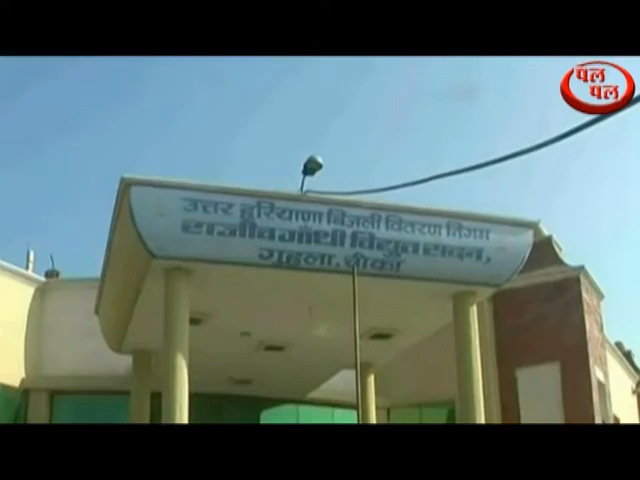 पल
पल
उत्तर हरियाणा बिजली वितरण निगम
राजीव गाँधी विद्युत सदन,
गुहला. चीका